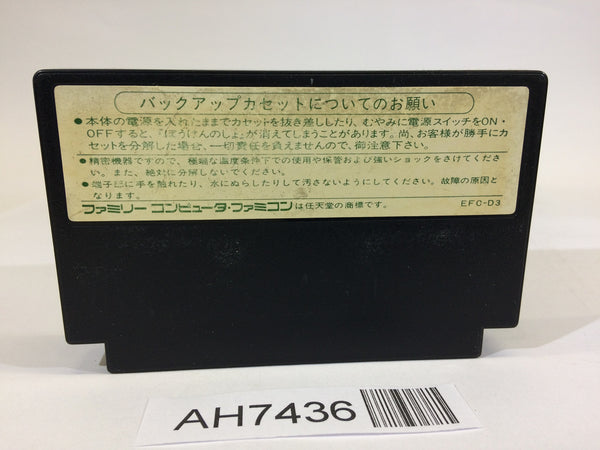 バックアップカセットについてのお願い
●本体の電源を入れたままでカセットを抜き差ししたり、むやみに電源スイッチをON・
OFFすると、『ぼうけんのしょ』が消えてしまうことがあります。尚、お客様が勝手にカ
セットを分解した場合、一切責任を負えませんので、御注意下さい。
●精密機器ですので、極端な温度条件下での使用や保管および強いショックをさけてくださ
い。また、絶対に分解しないでください。
●端子部に手を触れたり、水にぬらしたりして汚さないようにしてください。故障の原因と
なります。
ファミリーコンピュータ・ファミコンは任天堂の商標です。 EFC-D3
AH7436